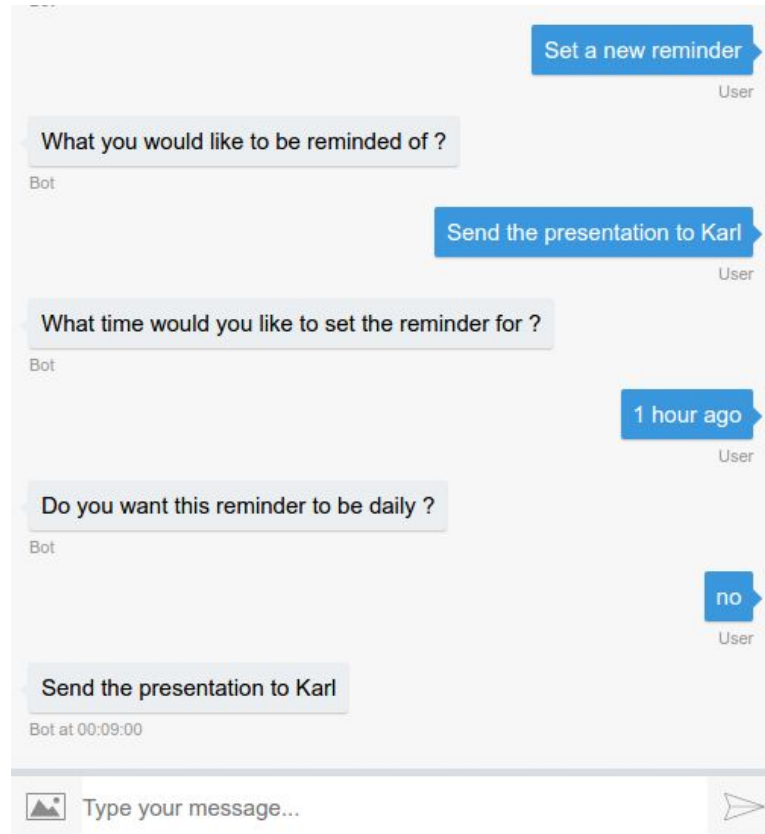 Set a new reminder
User
What you would like to be reminded of ?
Bot
Send the presentation to Karl
User
What time would you like to set the reminder for ?
Bot
1 hour ago
User
Do you want this reminder to be daily ?
Bot
no
User
Send the presentation to Karl
Bot at 00:09:00
Type your message...